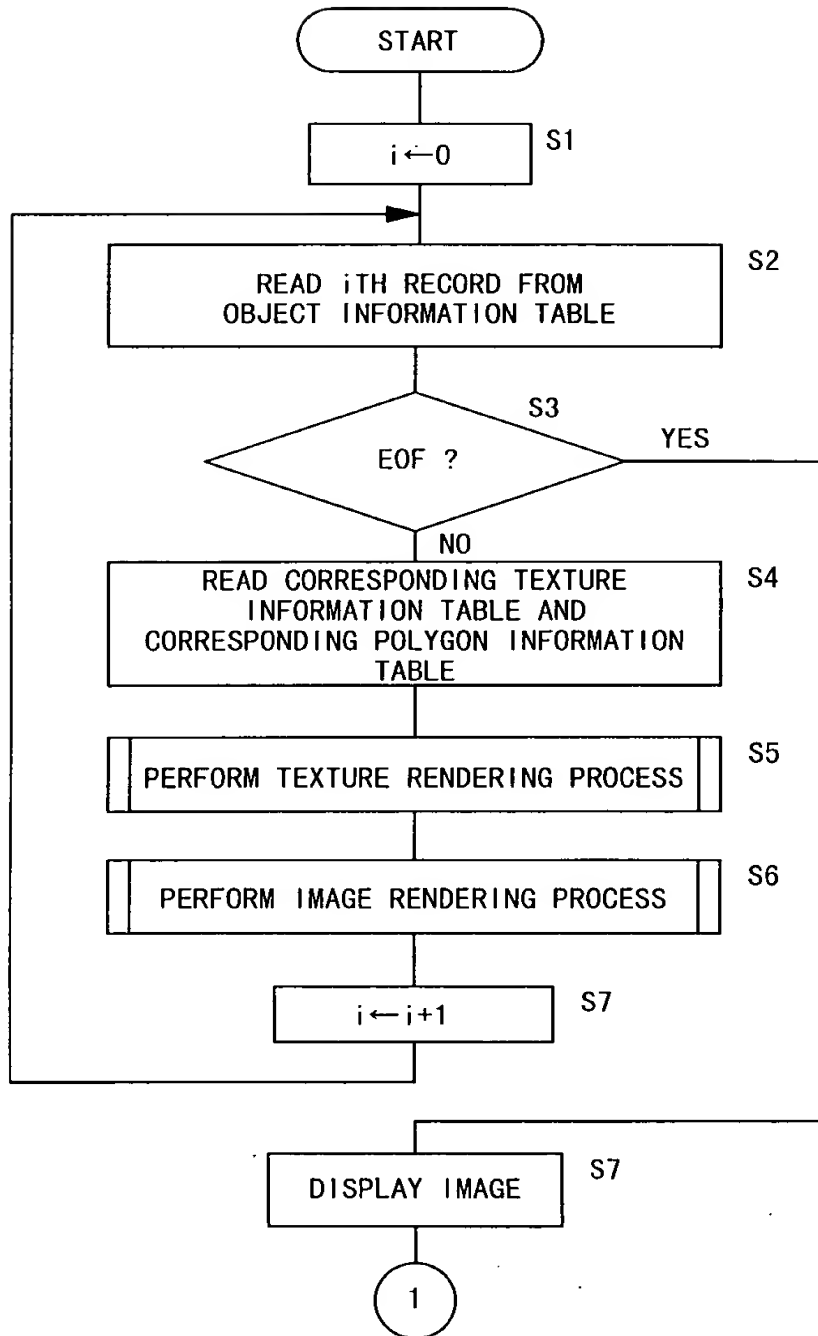 START
i←0
S1
READ iTH RECORD FROM
OBJECT INFORMATION TABLE
S2
S3
EOF ?
YES
NO
READ CORRESPONDING TEXTURE
INFORMATION TABLE AND
CORRESPONDING POLYGON INFORMATION
TABLE
S4
PERFORM TEXTURE RENDERING PROCESS
S5
PERFORM IMAGE RENDERING PROCESS
S6
i←i+1
S7
DISPLAY IMAGE
S7
1